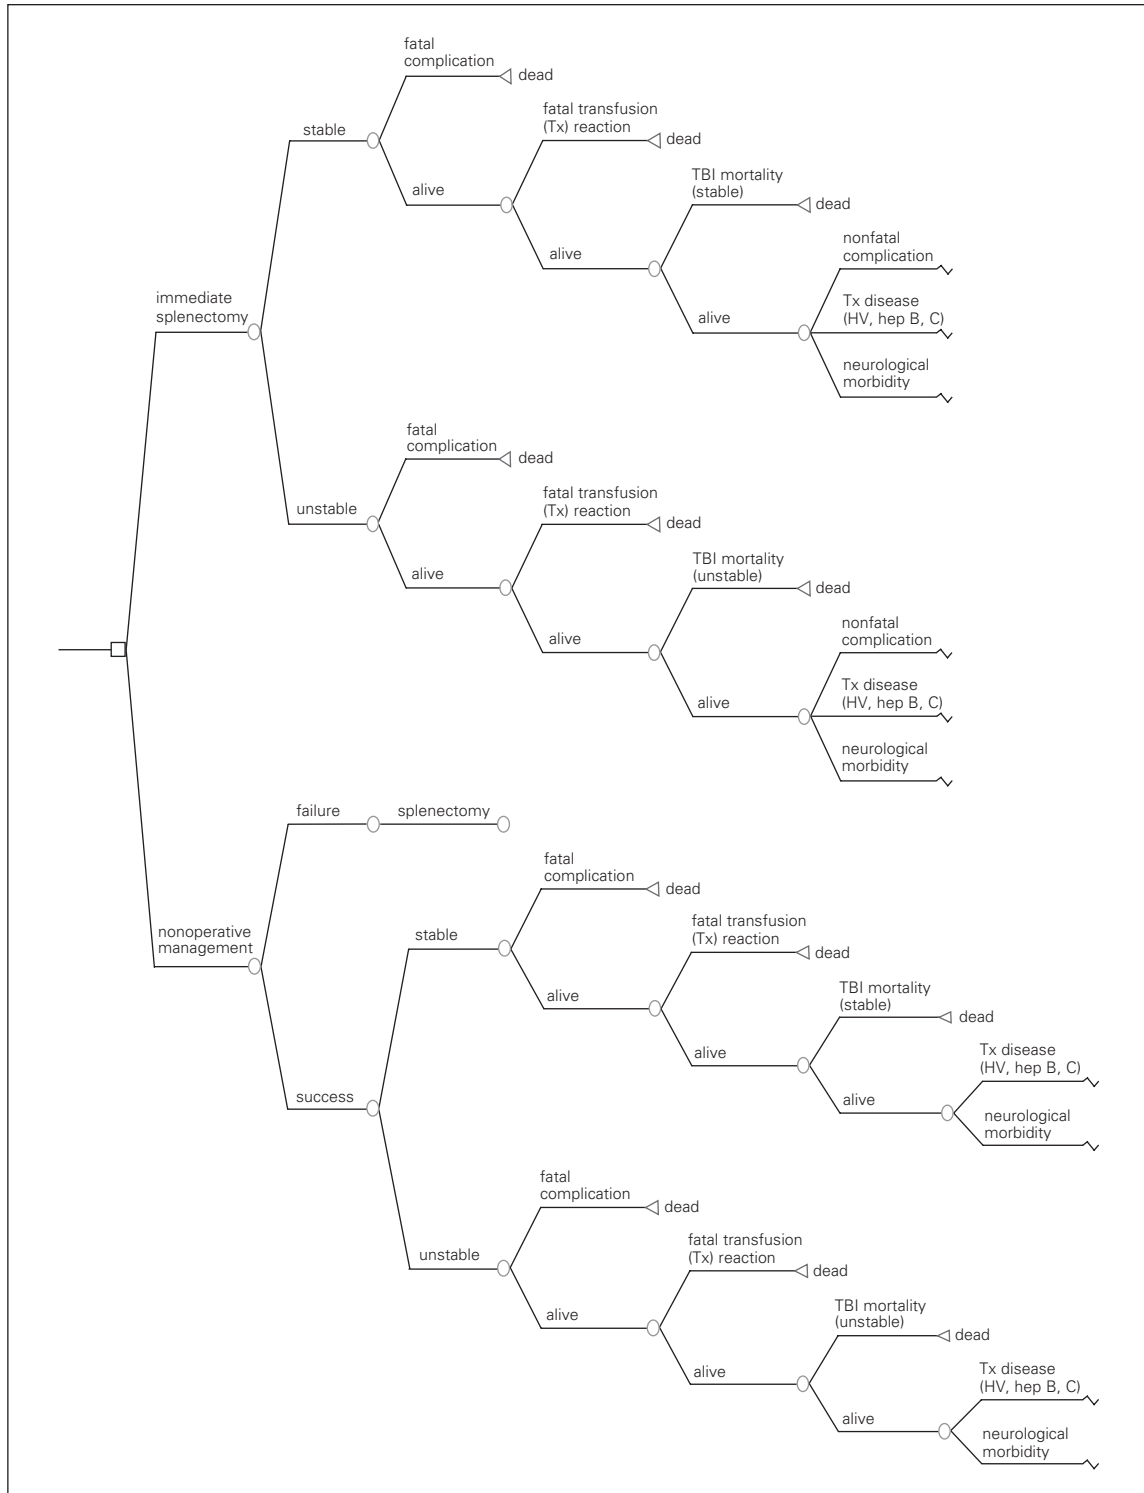 fatal
complication
dead
fatal transfusion
(Tx) reaction
stable
dead
TBI mortality
(stable)
alive
dead
nonfatal
complication
alive
immediate
splenectomy
Tx disease
(HV, hep B, C)
alive
neurological
morbidity
fatal
complication
dead
fatal transfusion
(Tx) reaction
unstable
dead
TBI mortality
(unstable)
alive
dead
nonfatal
complication
alive
Tx disease
(HV, hep B, C)
alive
neurological
morbidity
failure
splenectomy
fatal
complication
dead
fatal transfusion
(Tx) reaction
nonoperative
management
stable
dead
TBI mortality
(stable)
alive
dead
Tx disease
(HV, hep B, C)
alive
success
alive
neurological
morbidity
fatal
complication
dead
fatal transfusion
(Tx) reaction
unstable
dead
TBI mortality
(unstable)
alive
dead
Tx disease
(HV, hep B, C)
alive
alive
neurological
morbidity